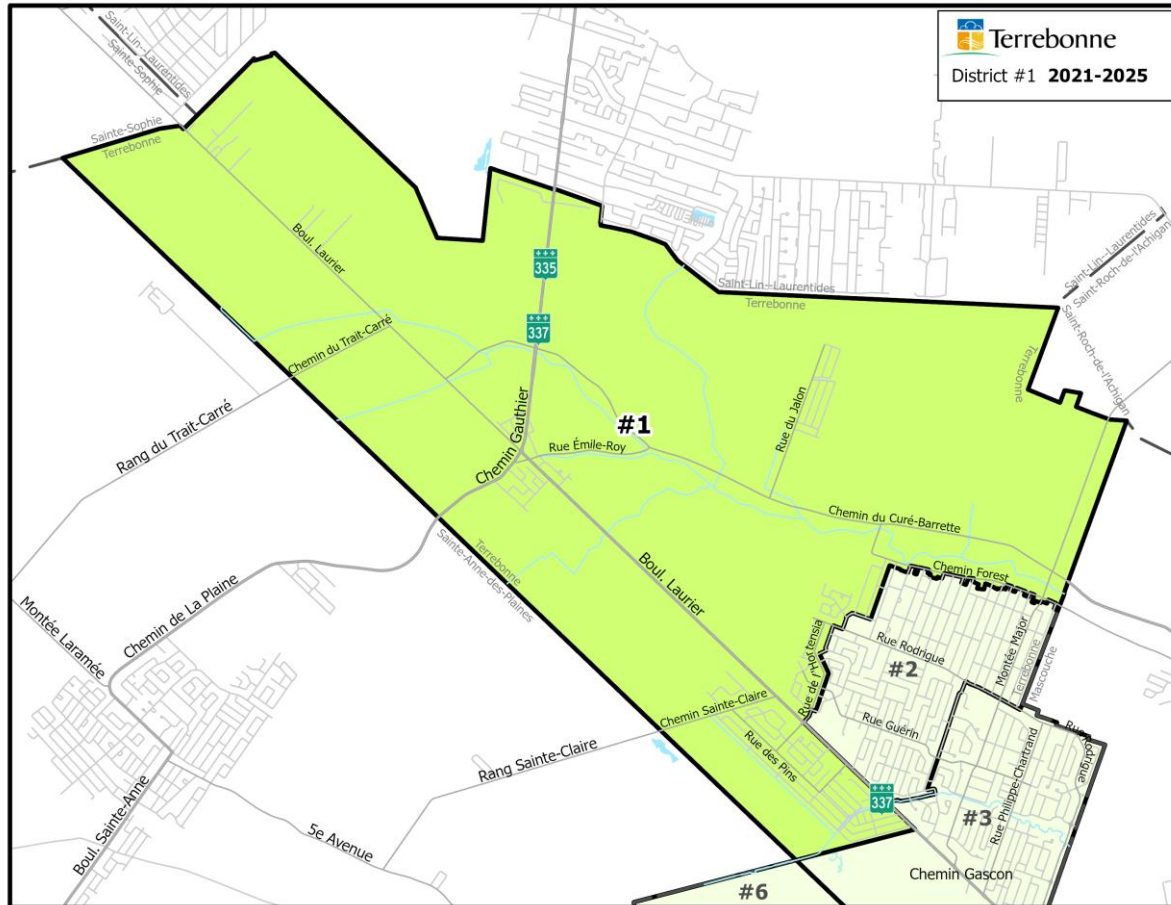 Terrebonne
District #1 2021-2025
Saint-Lin--Laurentides
Sainte-Sophie
Sainte-Sophie
Terrebonne
Boul. Laurier
335
337
Saint-Lin--Laurentides
Terrebonne
Saint-Lin--Laurentides
Saint-Roch-de-l'Achigan
Saint-Roch-de-l'Achigan
Terrebonne
Chemin du Trait-Carré
Rang du Trait-Carré
Chemin Gauthier
#1
Rue Émile-Roy
Rue du Jalon
Chemin du Curé-Barrette
Chemin Forest
Terrebonne
Sainte-Anne-des-Plaines
Boul. Laurier
Chemin de La Plaine
Montée Laramée
Rue de l'Hortensia
Rue Rodrigue
#2
Montée Major
Terrebonne
Mascouche
Chemin Sainte-Claire
Rang Sainte-Claire
Rue des Pins
Rue Guérin
Rue Rodrigue
Rue Philippe-Chartrand
337
#3
Boul. Sainte-Anne
5e Avenue
Chemin Gascon
#6